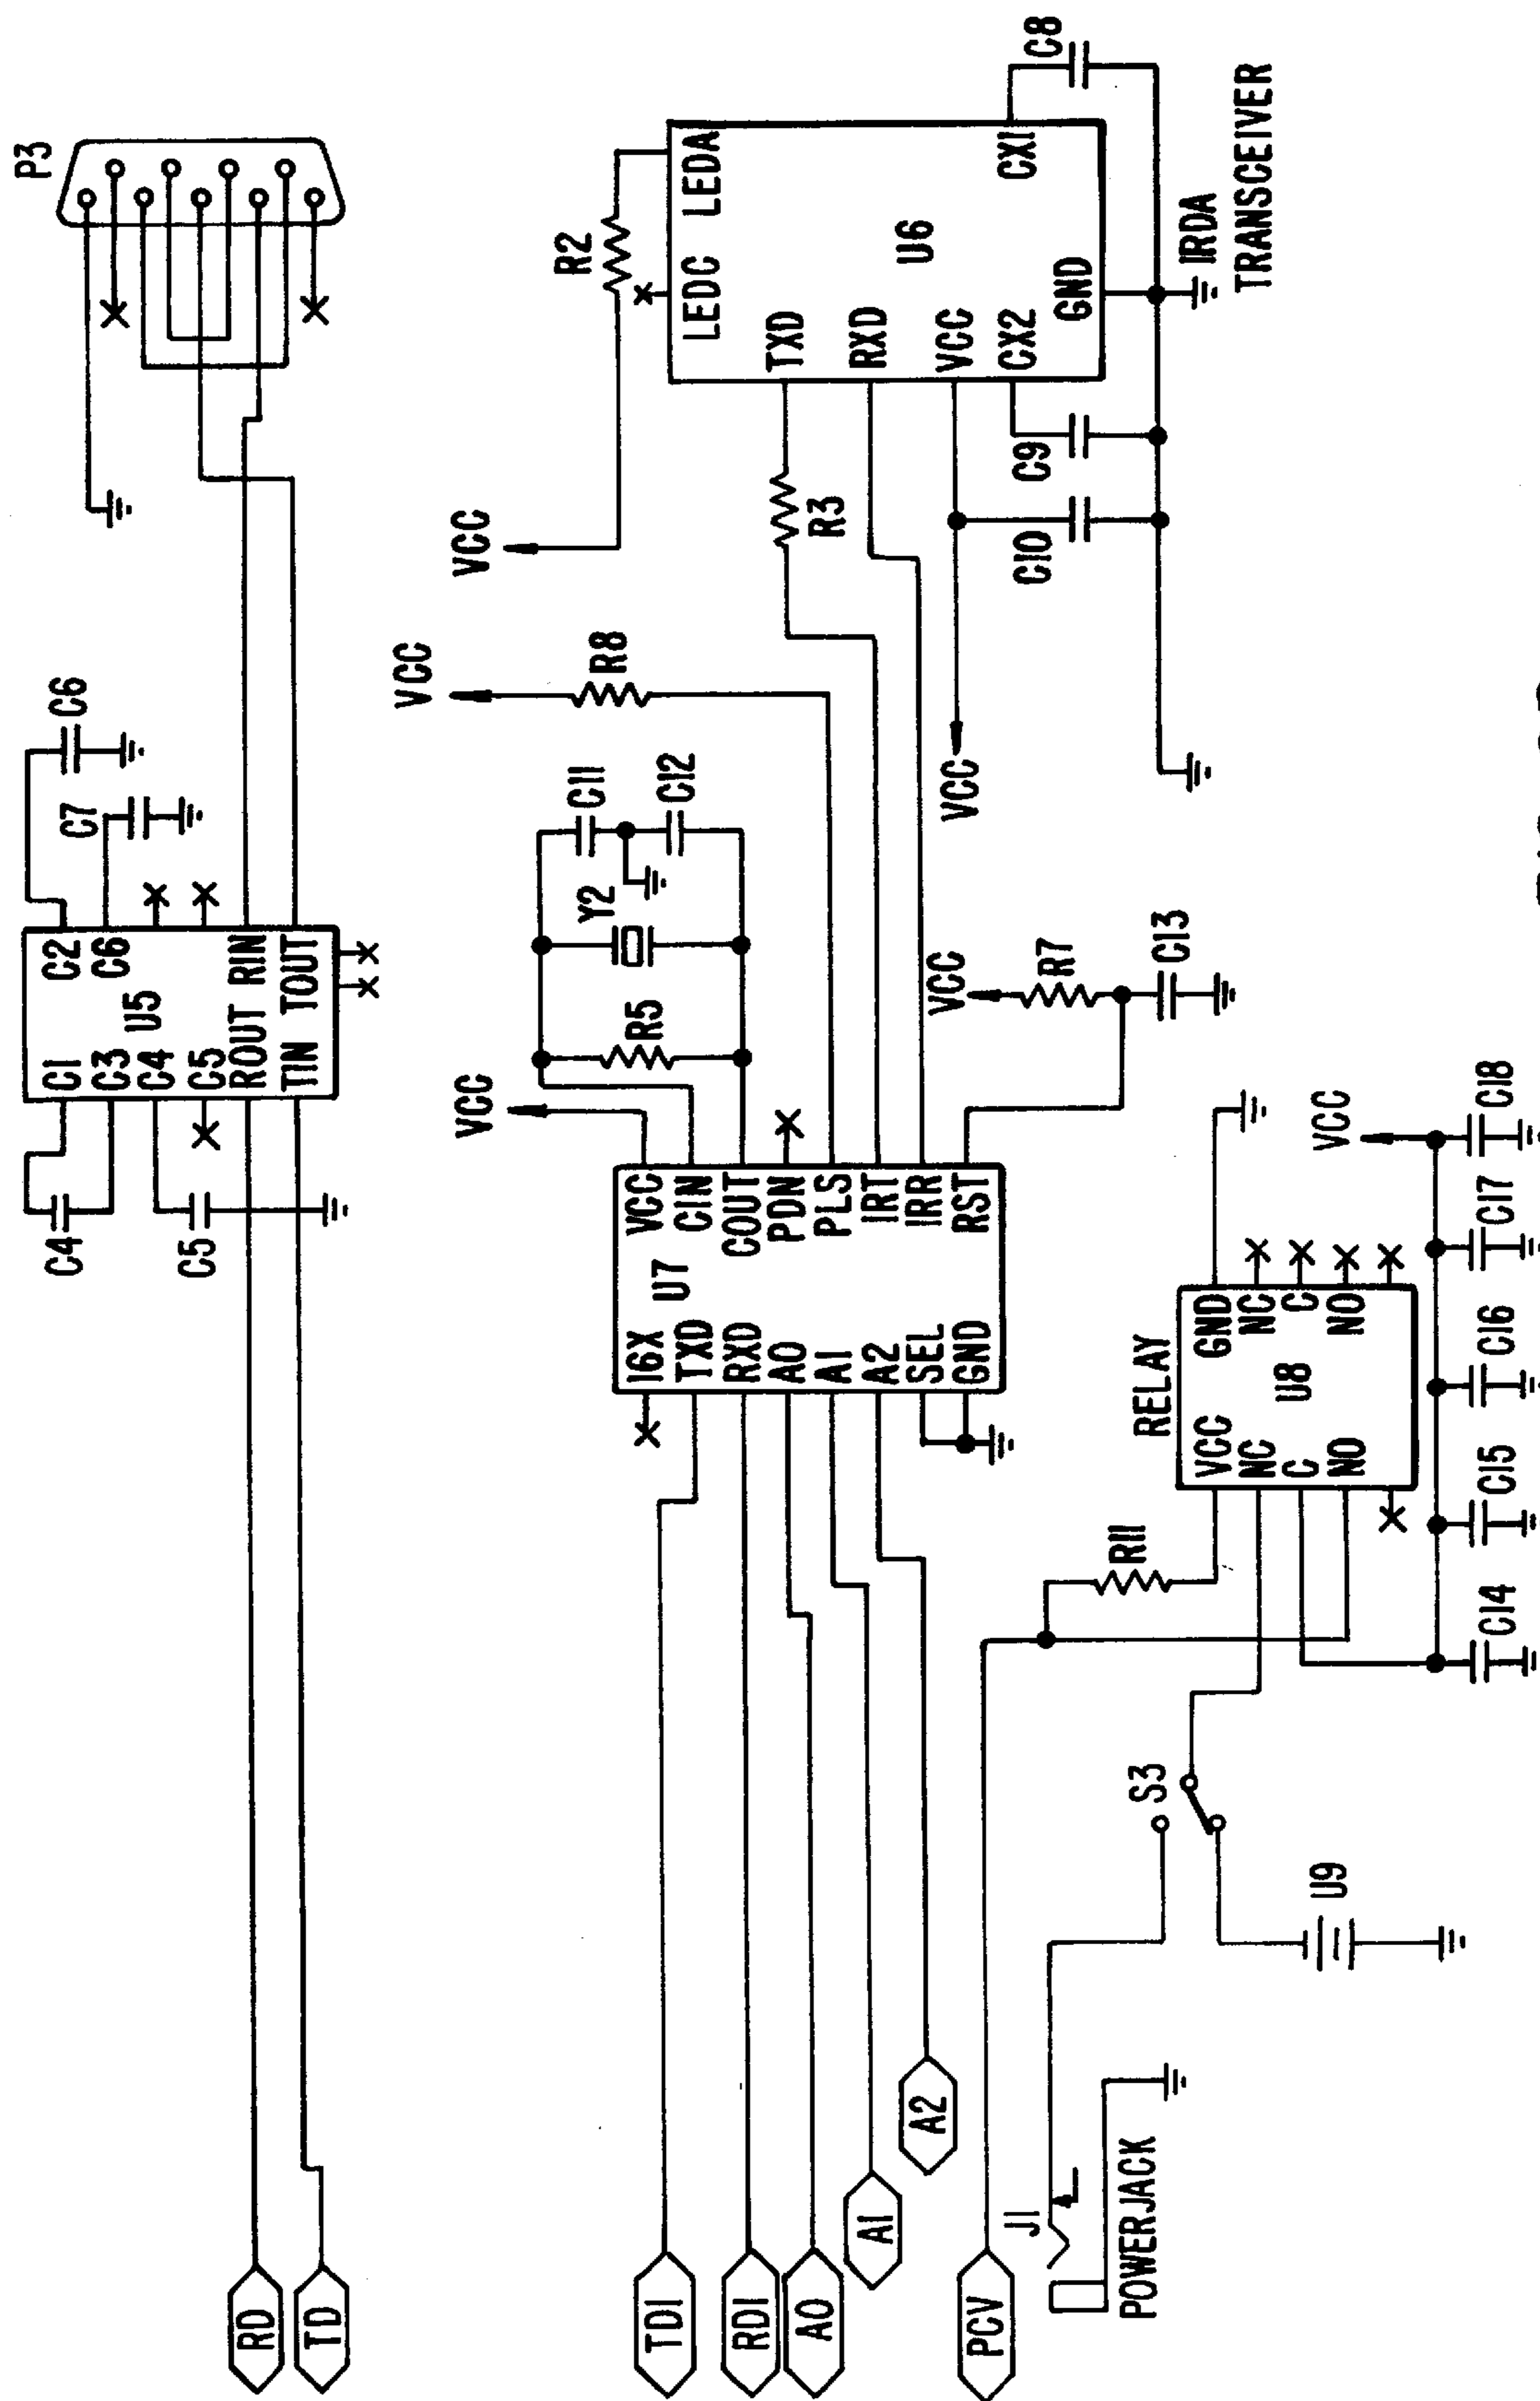 P3
C6
C7
C4
C5
C1
C3
C4
C5
ROUT
TIN
U5
C2
C6
RIN
TOUT
RD
TD
VCC
VCC
VCC
R5
Y2
C11
C12
R8
R2
R3
TDI
RDI
A0
A1
A2
16X
TXD
RXD
A0
A1
A2
SEL
GND
U7
VCC
CIN
COUT
PDN
PLS
IRT
IRR
RST
LEDC
LEDA
TXD
RXD
VCC
CX2
GND
U6
CX1
C8
C9
C10
VCC
IRDA
TRANSCEIVER
VCC
R7
C13
PCV
J1
POWERJACK
S3
U9
R11
RELAY
VCC
NC
C
NO
U8
GND
NC
C
NO
VCC
C14
C15
C16
C17
C18